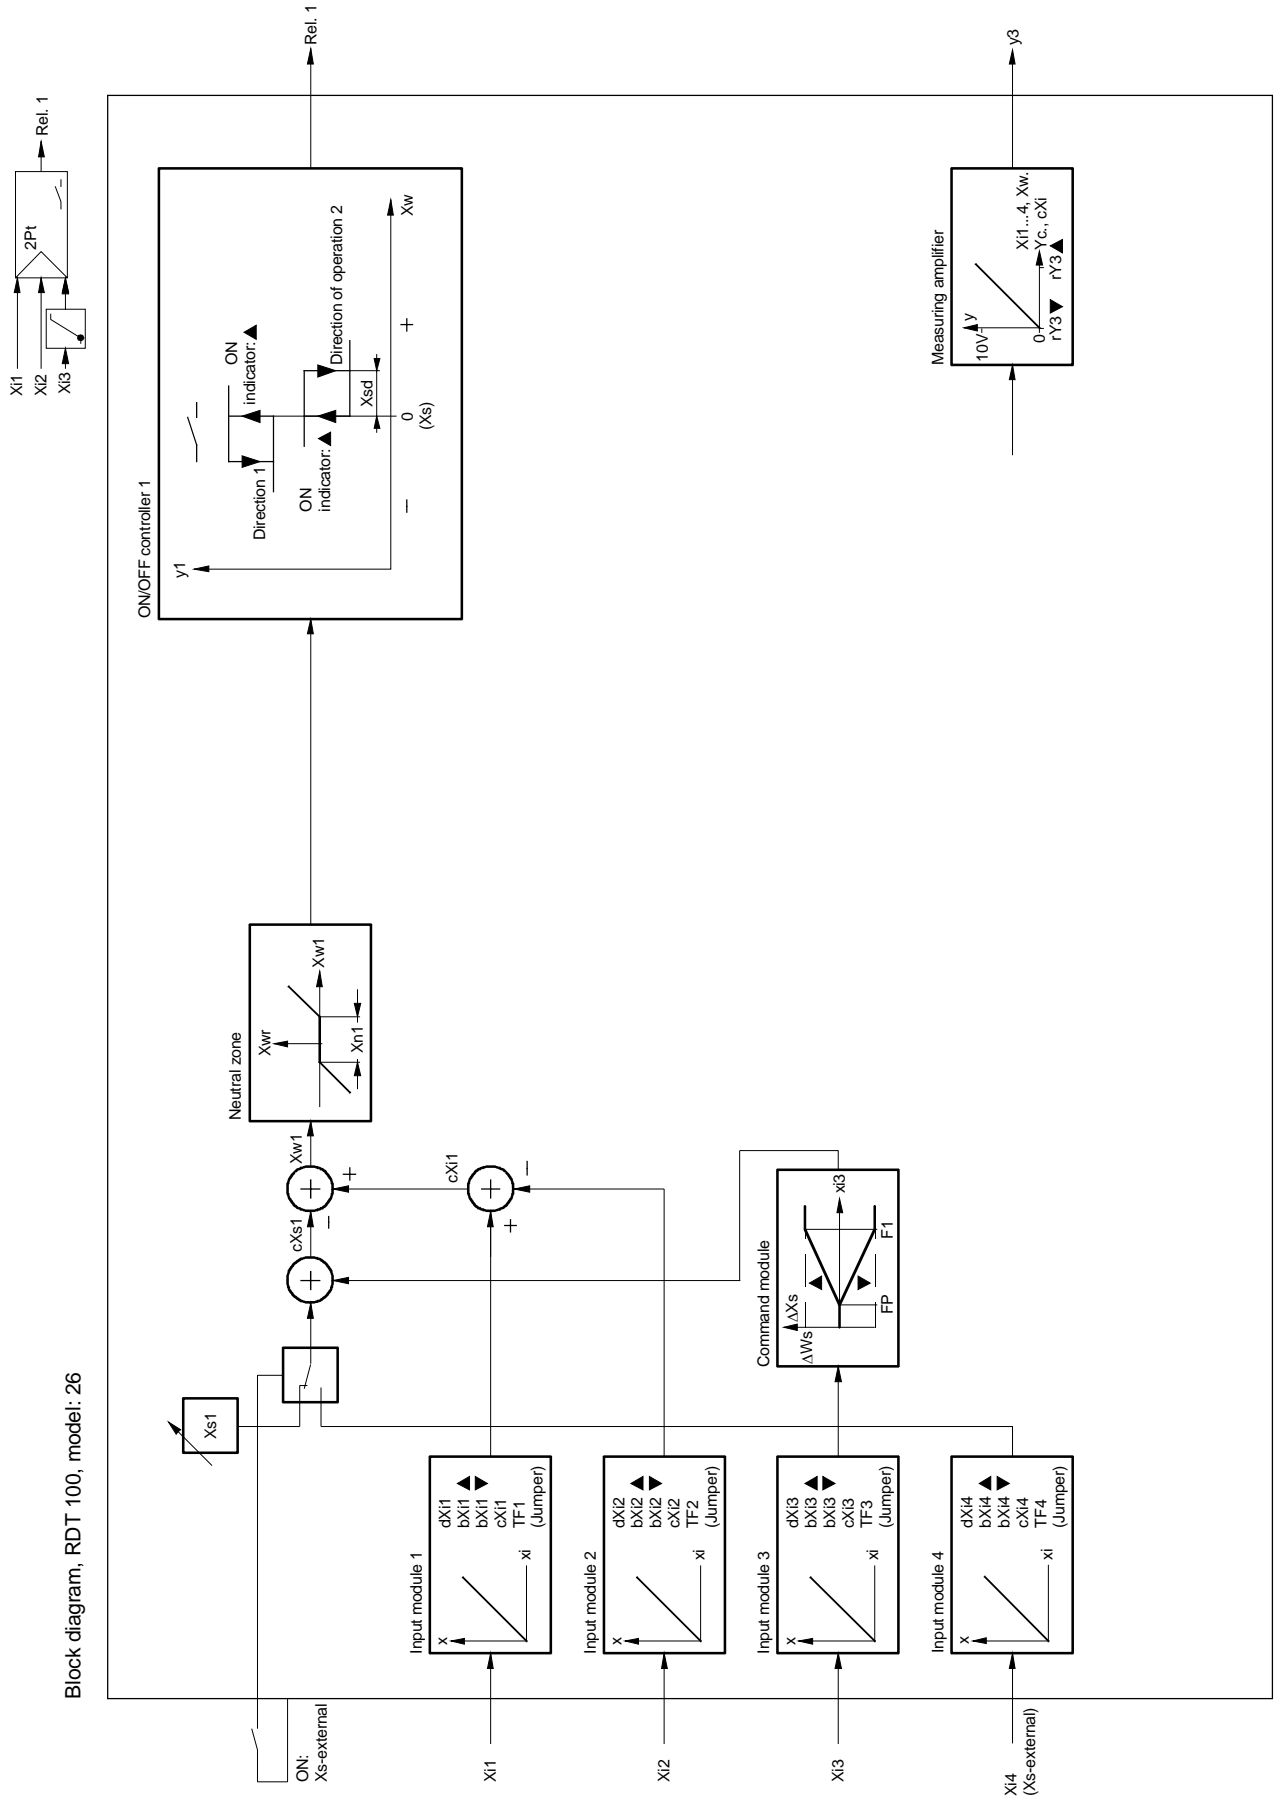 Block diagram, RDT 100, model: 26
Xi1
Xi2
Xi3
2Pt
Rel. 1
ON:
Xs-external
Xs1
cXs1
Xw1
+
+
−
+
Neutral zone
Xwr
Xw1
Xn1
ON/OFF controller 1
y1
Direction 1
ON
indicator:▲
ON
indicator:▲
Direction of operation 2
Xsd
−
0
(Xs)
+
Xw
Rel. 1
Xi1
Input module 1
x
xi
dXi1
bXi1 ▲
bXi1 ▼
cXi1
TF1
(Jumper)
+
+
−
cXi1
Xi2
Input module 2
x
xi
dXi2
bXi2 ▲
bXi2 ▼
cXi2
TF2
(Jumper)
Xi3
Input module 3
x
xi
dXi3
bXi3 ▲
bXi3 ▼
cXi3
TF3
(Jumper)
Command module
ΔXs
ΔWs
▲
▼
FP
F1
xi3
Xi4
(Xs-external)
Input module 4
x
xi
dXi4
bXi4 ▲
bXi4 ▼
cXi4
TF4
(Jumper)
Measuring amplifier
10V
y
0
Xi1...4, Xw.
Yc., cXi
rY3▼ rY3▲
y3